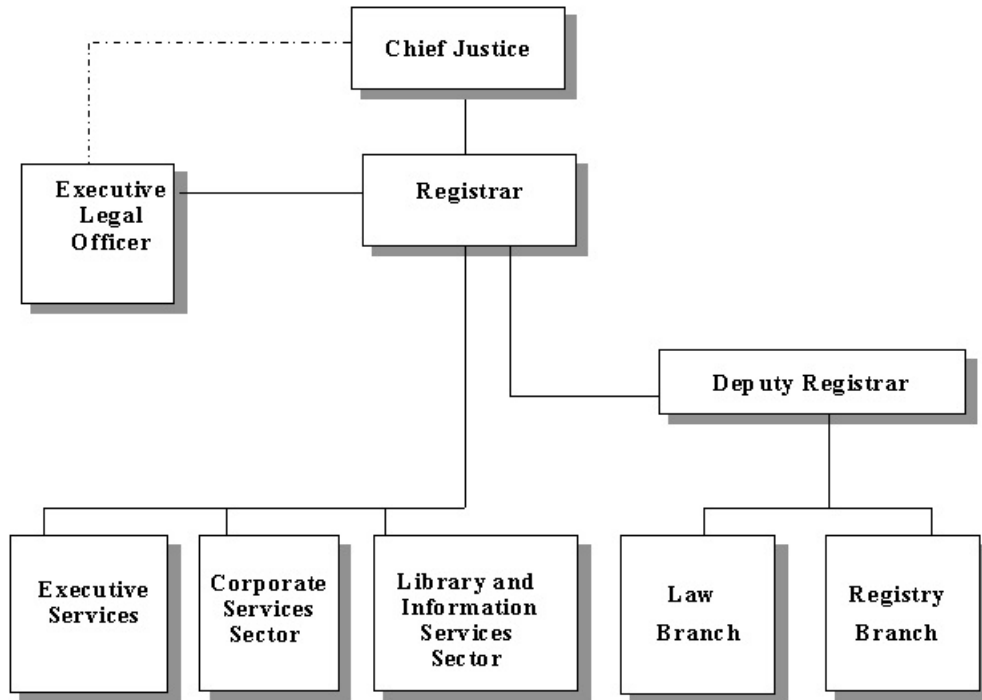 Chief Justice
Executive
Legal
Officer
Registrar
Deputy Registrar
Executive
Services
Corporate
Services
Sector
Library and
Information
Services
Sector
Law
Branch
Registry
Branch